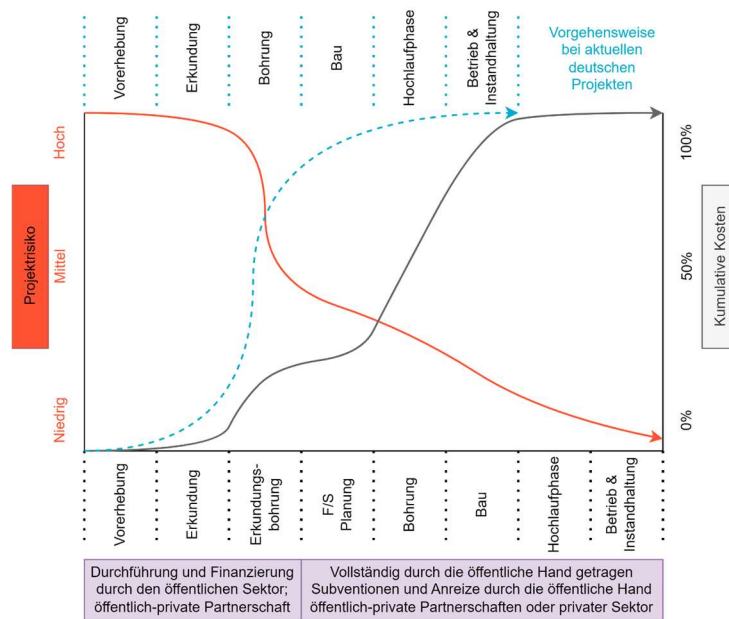 Vorerhebung
Erkundung
Bohrung
Bau
Hochlaufphase
Betrieb &
Instandhaltung
Vorgehensweise
bei aktuellen
deutschen
Projekten
Projektrisiko
Hoch
Mittel
Niedrig
100%
50%
0%
Kumulative Kosten
Vorerhebung
Erkundung
Erkundungs-
bohrung
F/S
Planung
Bohrung
Bau
Hochlaufphase
Betrieb &
Instandhaltung
Durchführung und Finanzierung
durch den öffentlichen Sektor;
öffentlich-private Partnerschaft
Vollständig durch die öffentliche Hand getragen
Subventionen und Anreize durch die öffentliche Hand
öffentlich-private Partnerschaften oder privater Sektor